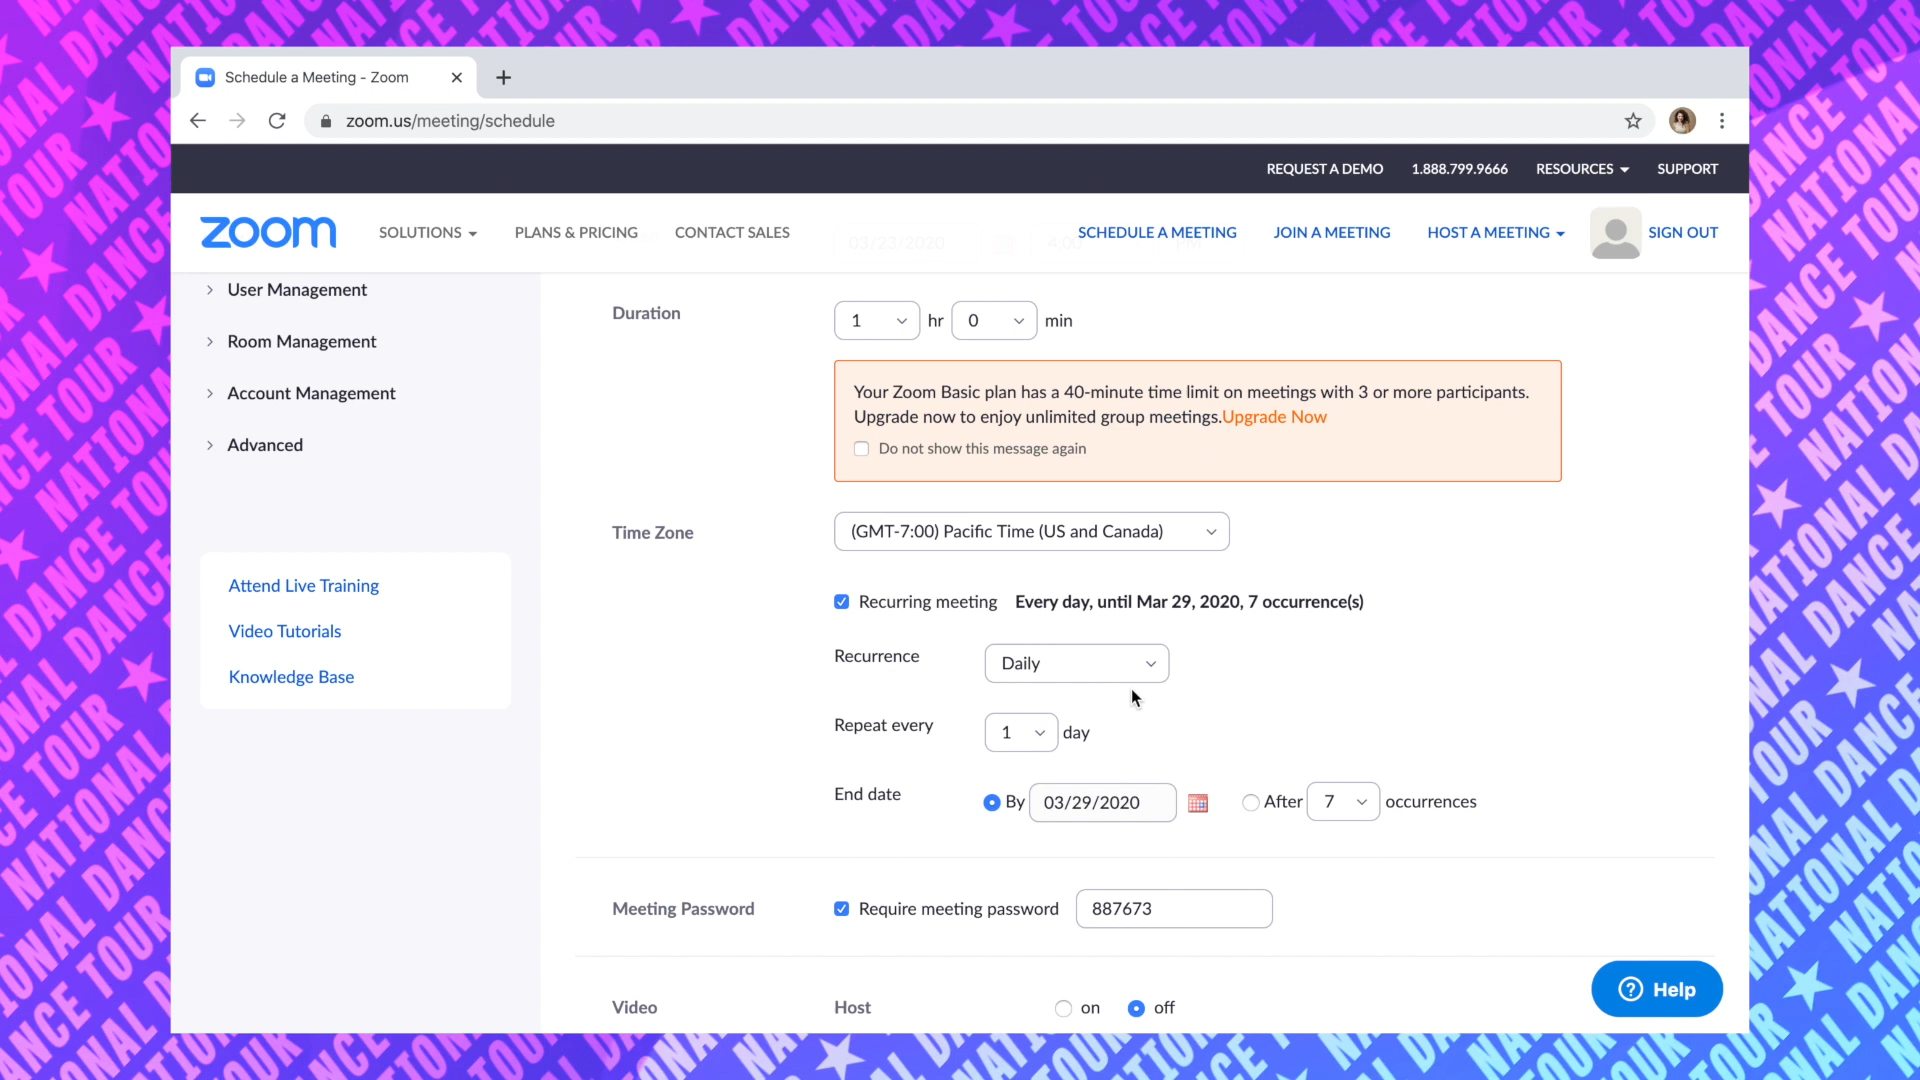 Schedule a Meeting - Zoom
zoom.us/meeting/schedule
REQUEST A DEMO 1.888.799.9666 RESOURCES SUPPORT
zoom SOLUTIONS PLANS & PRICING CONTACT SALES SCHEDULE A MEETING JOIN A MEETING HOST A MEETING SIGN OUT
03/23/2020 4:00 PM
User Management
Room Management
Account Management
Advanced
Attend Live Training
Video Tutorials
Knowledge Base
Duration 1 hr 0 min
Your Zoom Basic plan has a 40-minute time limit on meetings with 3 or more participants.
Upgrade now to enjoy unlimited group meetings.Upgrade Now
Do not show this message again
Time Zone (GMT-7:00) Pacific Time (US and Canada)
Recurring meeting Every day, until Mar 29, 2020, 7 occurrence(s)
Recurrence Daily
Repeat every 1 day
End date By 03/29/2020 After 7 occurrences
Meeting Password Require meeting password 887673
Video Host on off
Help
NATIONAL DANCE TOUR